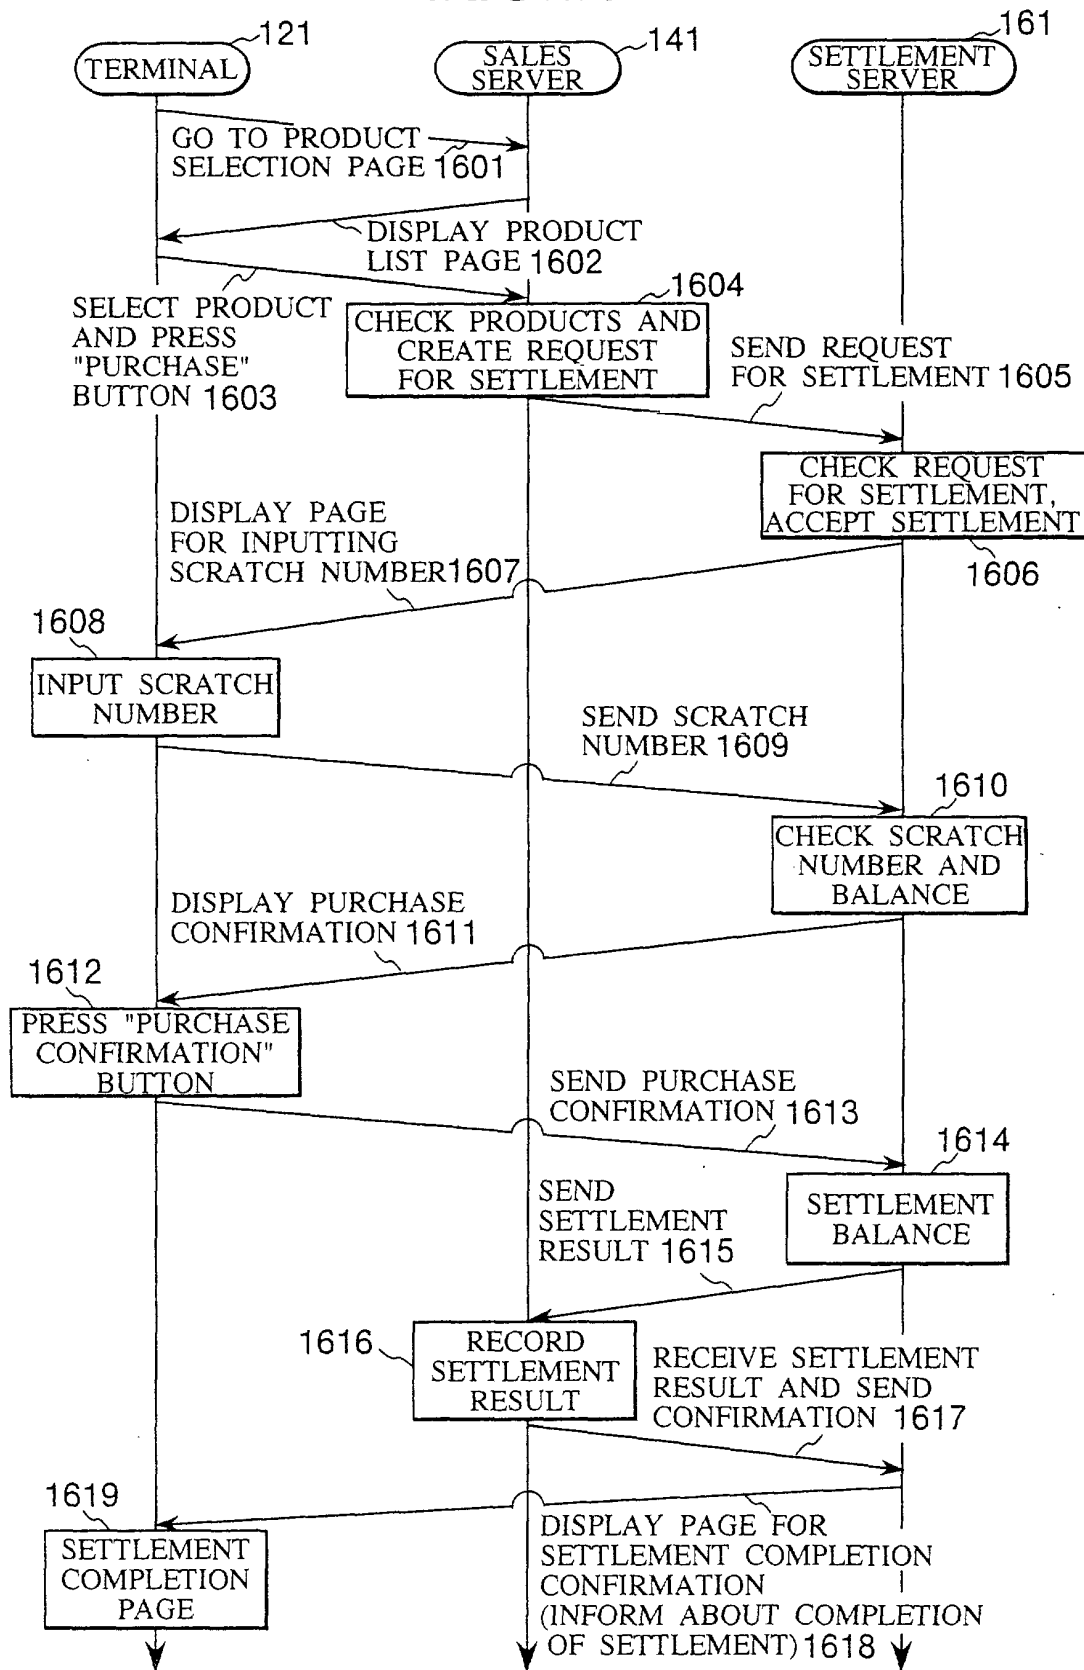 121
TERMINAL
141
SALES
SERVER
161
SETTLEMENT
SERVER
GO TO PRODUCT
SELECTION PAGE 1601
DISPLAY PRODUCT
LIST PAGE 1602
SELECT PRODUCT
AND PRESS
"PURCHASE"
BUTTON 1603
1604
CHECK PRODUCTS AND
CREATE REQUEST
FOR SETTLEMENT
SEND REQUEST
FOR SETTLEMENT 1605
CHECK REQUEST
FOR SETTLEMENT,
ACCEPT SETTLEMENT
1606
DISPLAY PAGE
FOR INPUTTING
SCRATCH NUMBER 1607
1608
INPUT SCRATCH
NUMBER
SEND SCRATCH
NUMBER 1609
1610
CHECK SCRATCH
NUMBER AND
BALANCE
DISPLAY PURCHASE
CONFIRMATION 1611
1612
PRESS "PURCHASE
CONFIRMATION"
BUTTON
SEND PURCHASE
CONFIRMATION 1613
1614
SETTLEMENT
BALANCE
SEND
SETTLEMENT
RESULT 1615
1616
RECORD
SETTLEMENT
RESULT
RECEIVE SETTLEMENT
RESULT AND SEND
CONFIRMATION 1617
1619
SETTLEMENT
COMPLETION
PAGE
DISPLAY PAGE FOR
SETTLEMENT COMPLETION
CONFIRMATION
(INFORM ABOUT COMPLETION
OF SETTLEMENT) 1618